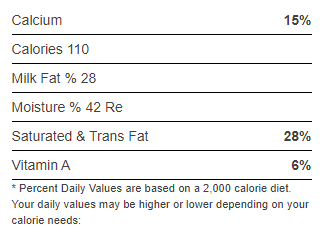 Calcium 15%
Calories 110
Milk Fat % 28
Moisture % 42 Re
Saturated & Trans Fat 28%
Vitamin A 6%
* Percent Daily Values are based on a 2,000 calorie diet.
Your daily values may be higher or lower depending on your
calorie needs: